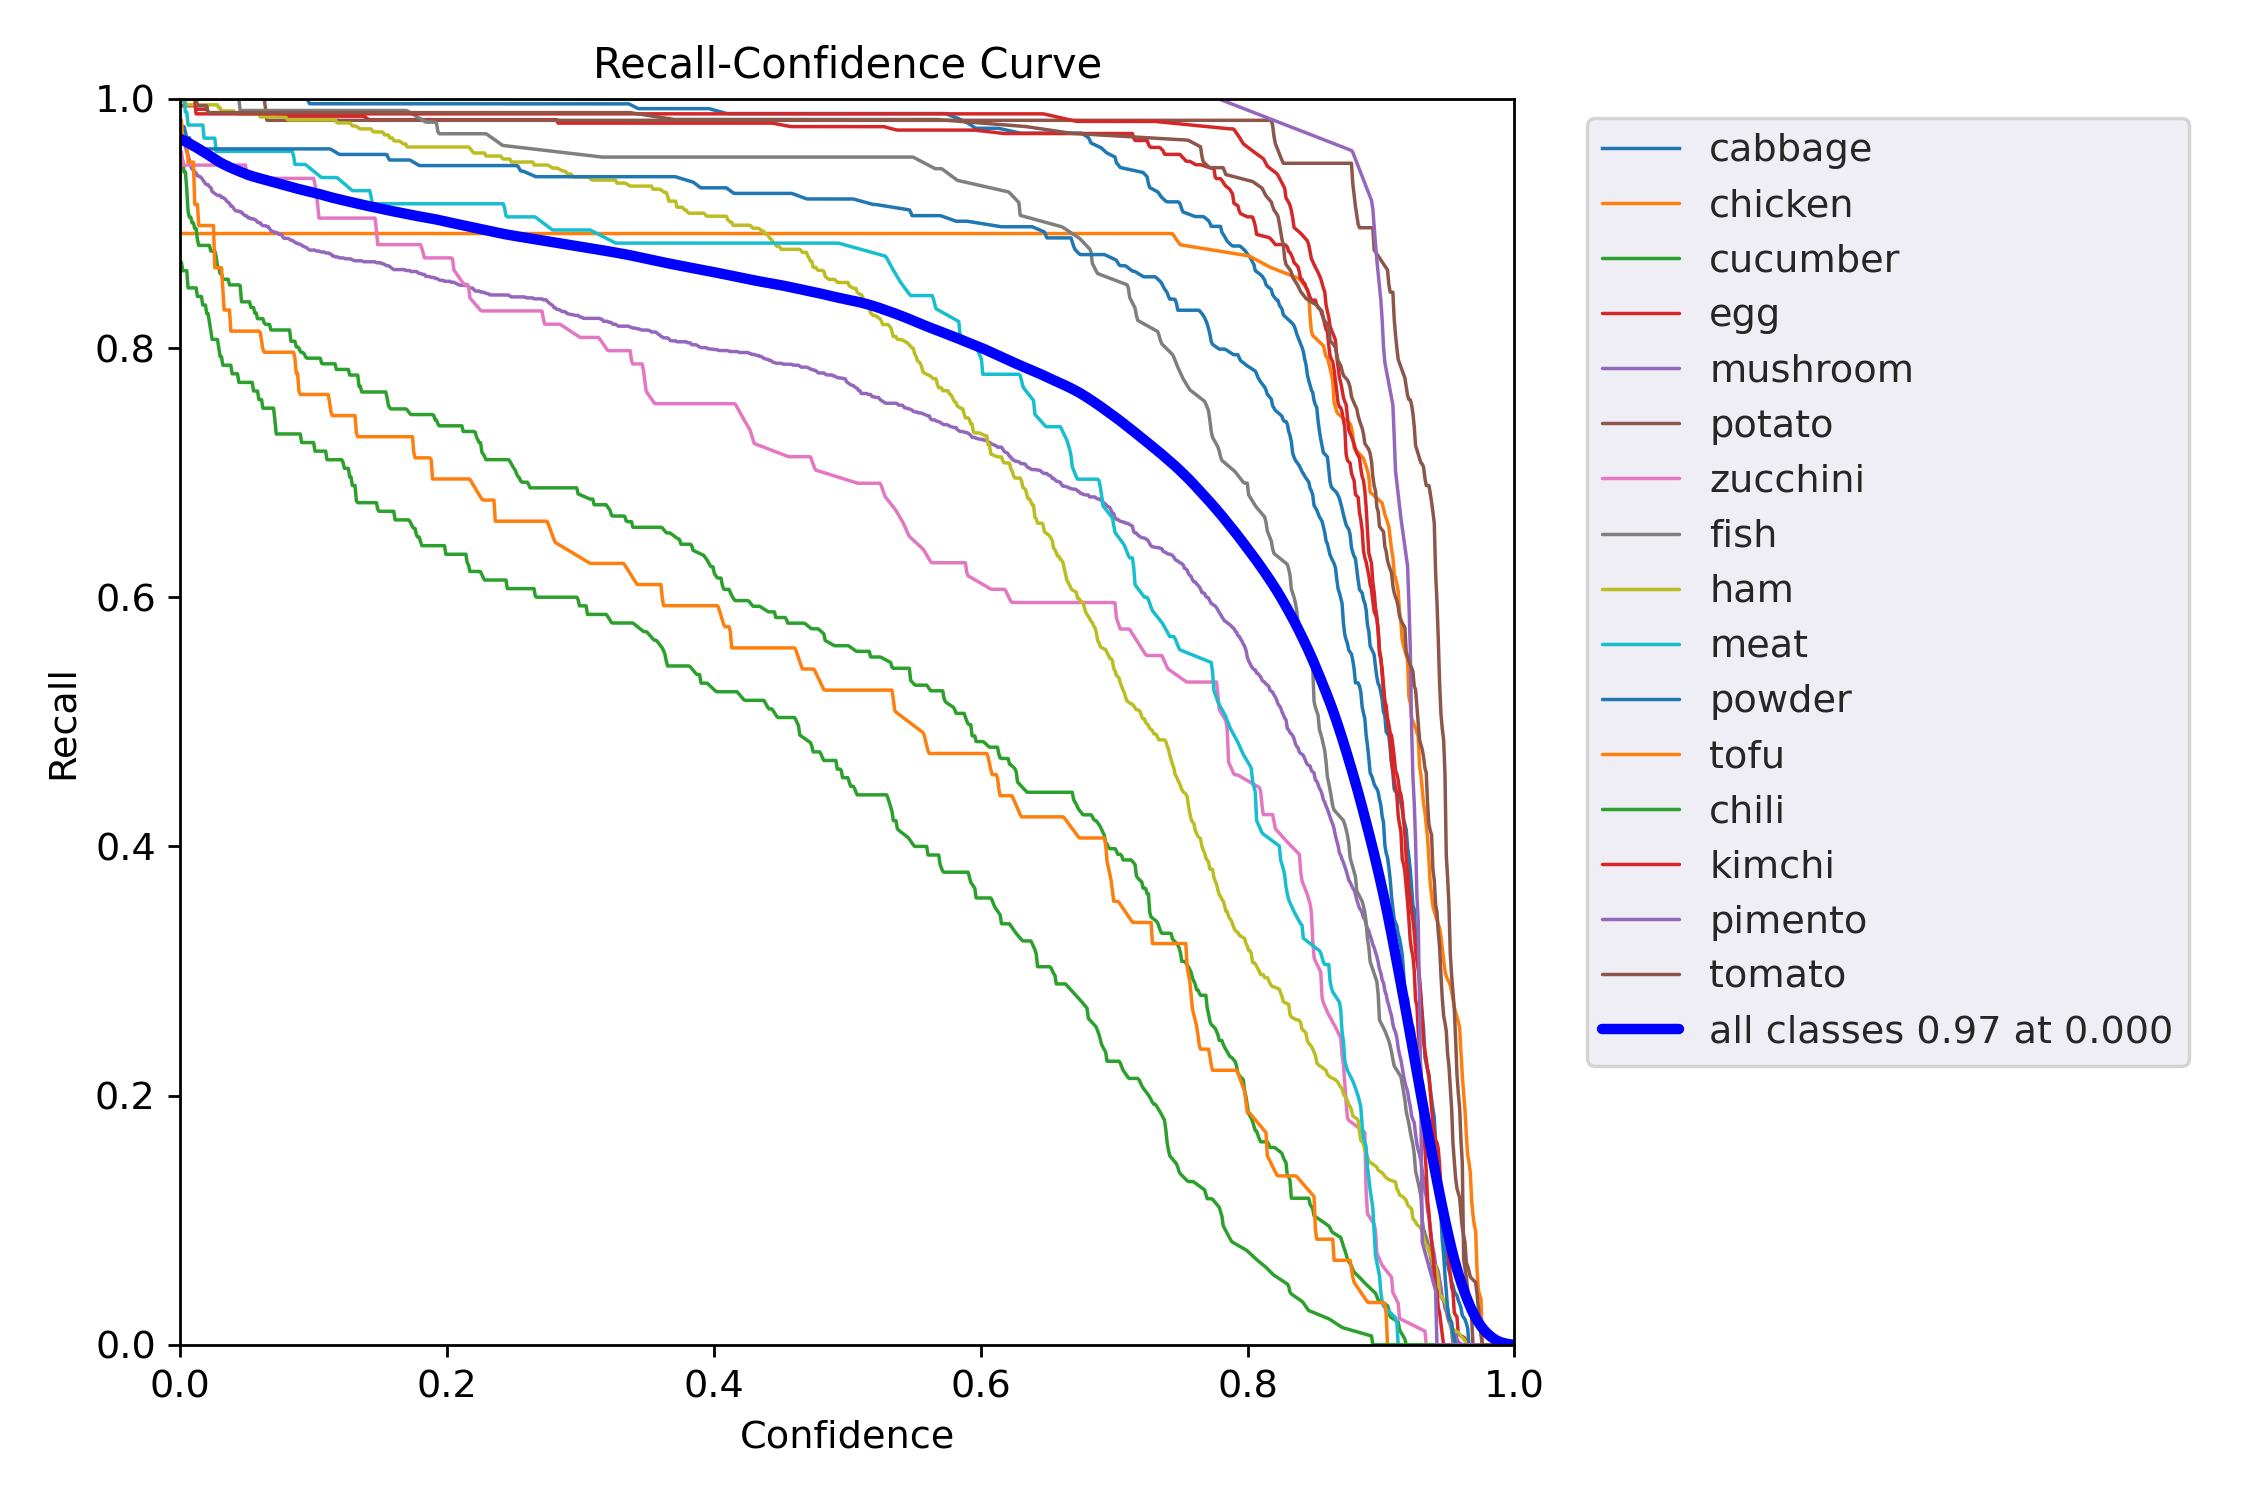 Recall-Confidence Curve
1.0
0.8
0.6
0.4
0.2
0.0
Recall
0.0 0.2 0.4 0.6 0.8 1.0
Confidence
cabbage
chicken
cucumber
egg
mushroom
potato
zucchini
fish
ham
meat
powder
tofu
chili
kimchi
pimento
tomato
all classes 0.97 at 0.000